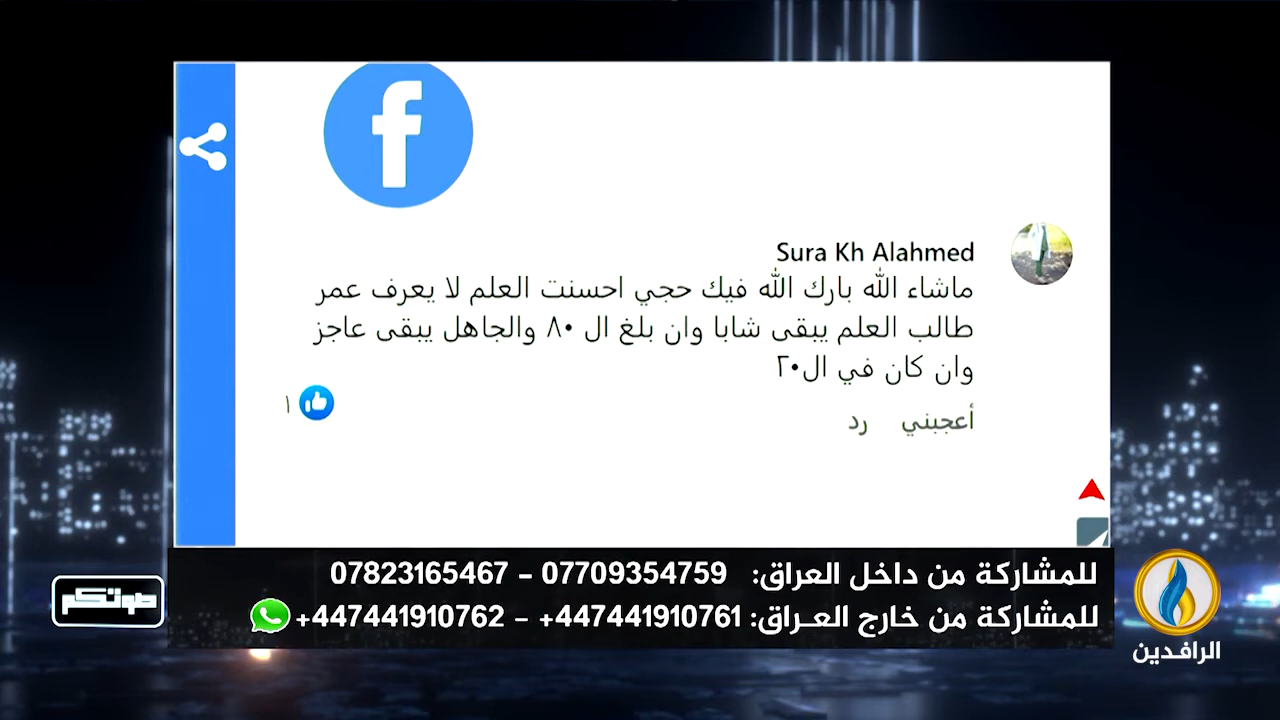 Sura Kh Alahmed
ماشاء الله بارك الله فيك حجي احسنت العلم لا يعرف عمر
طالب العلم يبقى شابا وان بلغ ال ٨٠ والجاهل يبقى عاجز
وان كان في ال٢٠
أعجبني رد
١
للمشاركة من داخل العراق: 07709354759 - 07823165467
للمشاركة من خارج العـراق: 447441910761+ - 447441910762+
صوتكم
الرافـدين